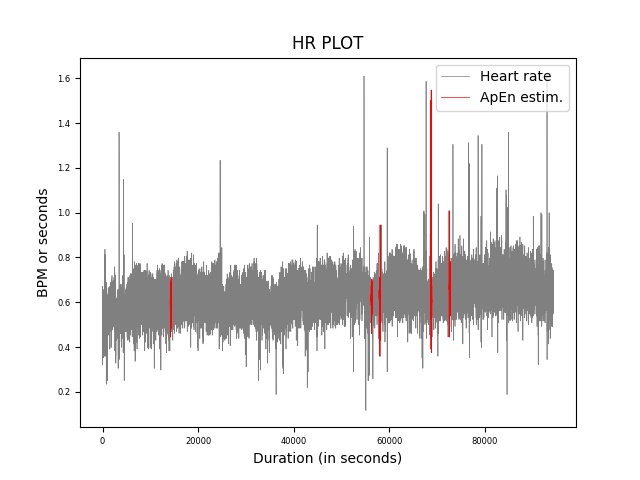 HR PLOT
Heart rate
ApEn estim.
1.6
1.4
1.2
1.0
0.8
0.6
0.4
0.2
BPM or seconds
0 20000 40000 60000 80000
Duration (in seconds)